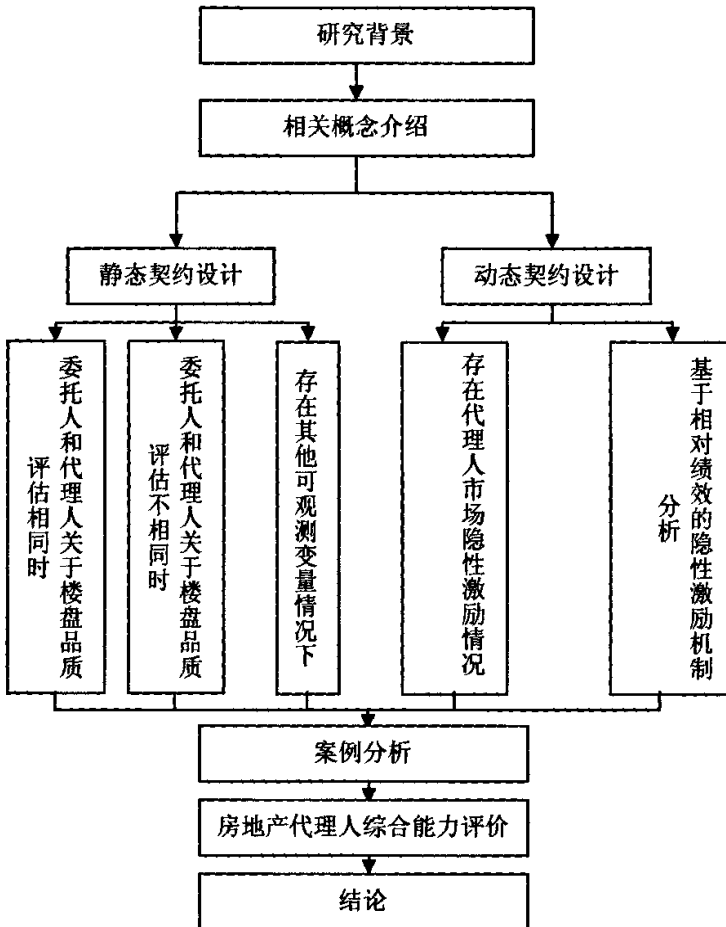 研究背景
相关概念介绍
静态契约设计
动态契约设计
委托人和代理人关于楼盘品质
评估相同时
委托人和代理人关于楼盘品质
评估不相同时
存在其他可观测变量情况下
存在代理人市场隐性激励情况
基于相对绩效的隐性激励机制
分析
案例分析
房地产代理人综合能力评价
结论